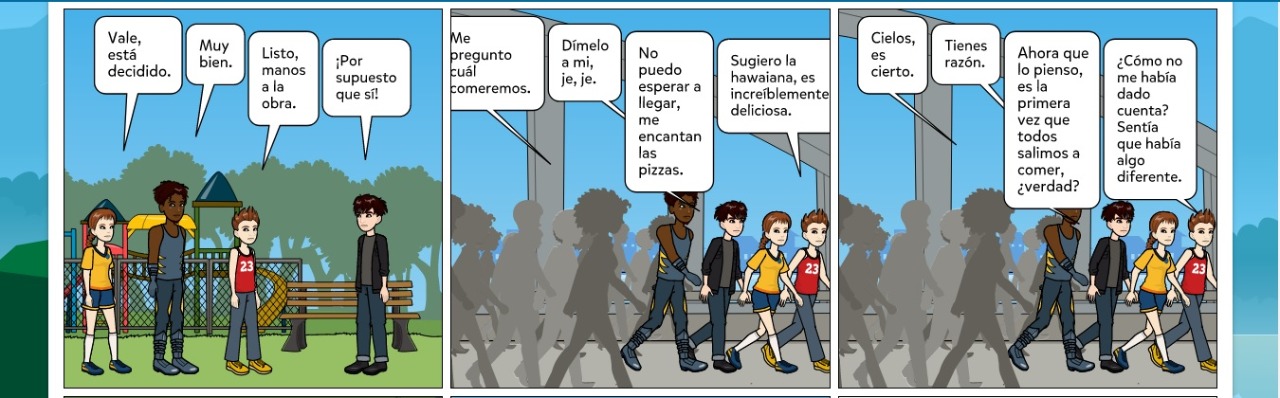 Vale,
está
decidido.
Muy
bien.
Listo,
manos
a la
obra.
¡Por
supuesto
que sí!
Me
pregunto
cuál
comeremos.
Dímelo
a mi,
je, je.
No
puedo
esperar a
llegar,
me
encantan
las
pizzas.
Sugiero la
hawaiana, es
increíblemente
deliciosa.
Cielos,
es
cierto.
Tienes
razón.
Ahora que
lo pienso,
es la
primera
vez que
todos
salimos a
comer,
¿verdad?
¿Cómo no
me había
dado
cuenta?
Sentía
que había
algo
diferente.
23
23
23